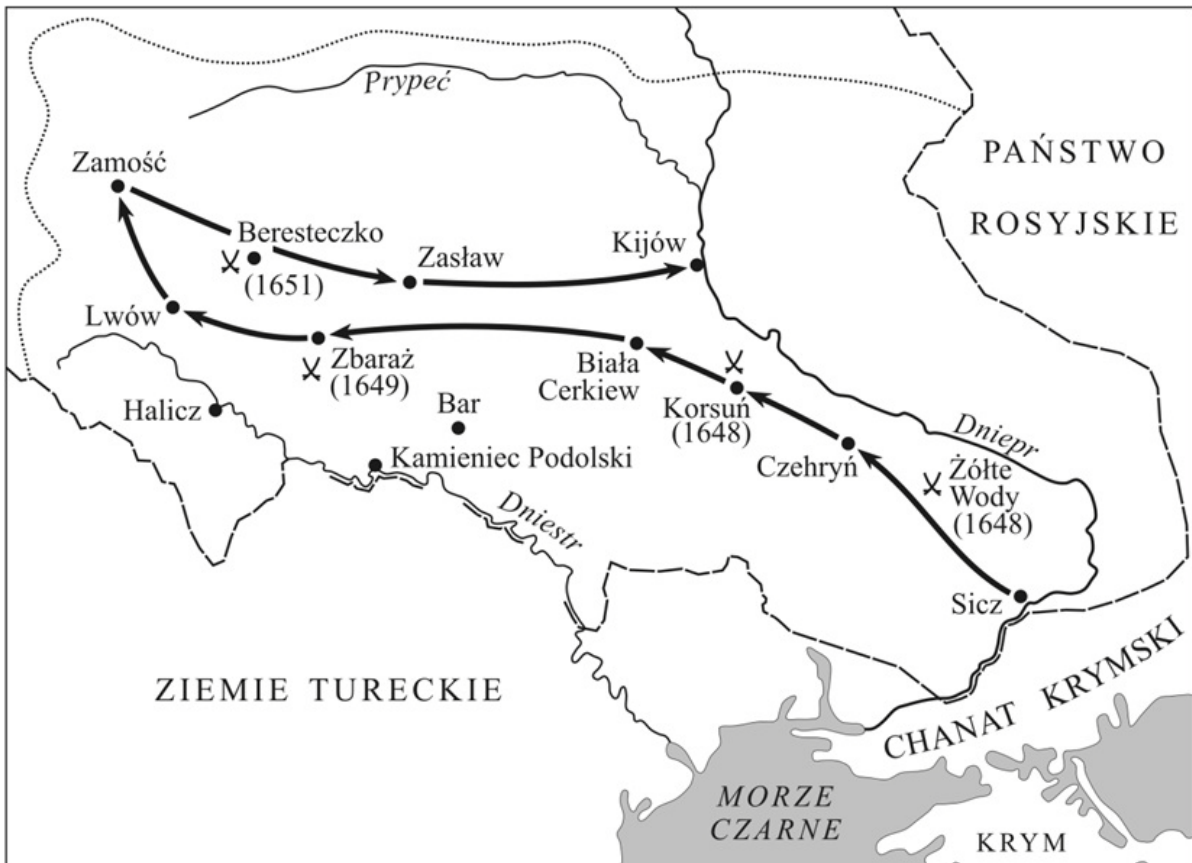 Prypeć
PAŃSTWO
ROSYJSKIE
Zamość
Beresteczko
(1651)
Zasław
Kijów
Lwów
Zbaraż
(1649)
Biała
Cerkiew
Korsuń
(1648)
Halicz
Bar
Kamieniec Podolski
Czehryń
Dniepr
Żółte
Wody
(1648)
Dniestr
Sicz
ZIEMIE TURECKIE
CHANAT KRYMSKI
MORZE
CZARNE
KRYM